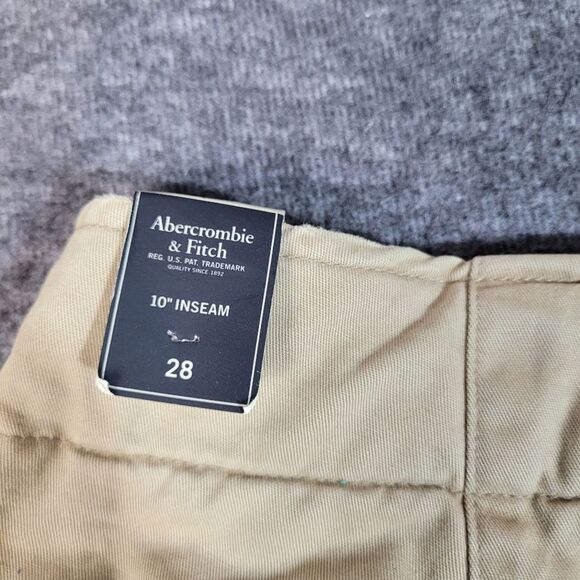 Abercrombie
& Fitch
REG. U.S. PAT. TRADEMARK
QUALITY SINCE 1892
10" INSEAM
28